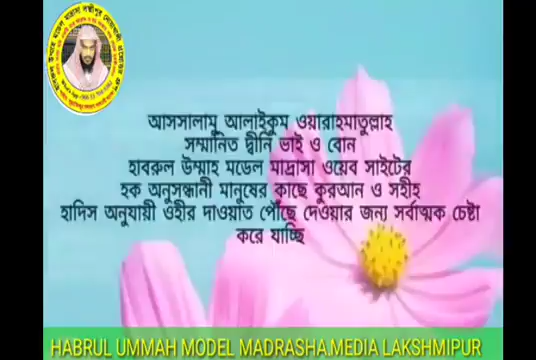 আসসালামু আলাইকুম ওয়ারাহমাতুল্লাহ
সম্মানিত দ্বীনি ভাই ও বোন
হাবরুল উম্মাহ মডেল মাদ্রাসা ওয়েব সাইটের
হক অনুসন্ধানী মানুষের কাছে কুরআন ও সহীহ
হাদিস অনুযায়ী ওহীর দাওয়াত পৌঁছে দেওয়ার জন্য সর্বাত্মক চেষ্টা
করে যাচ্ছি
HABRUL UMMAH MODEL MADRASHA.MEDIA LAKSHMIPUR